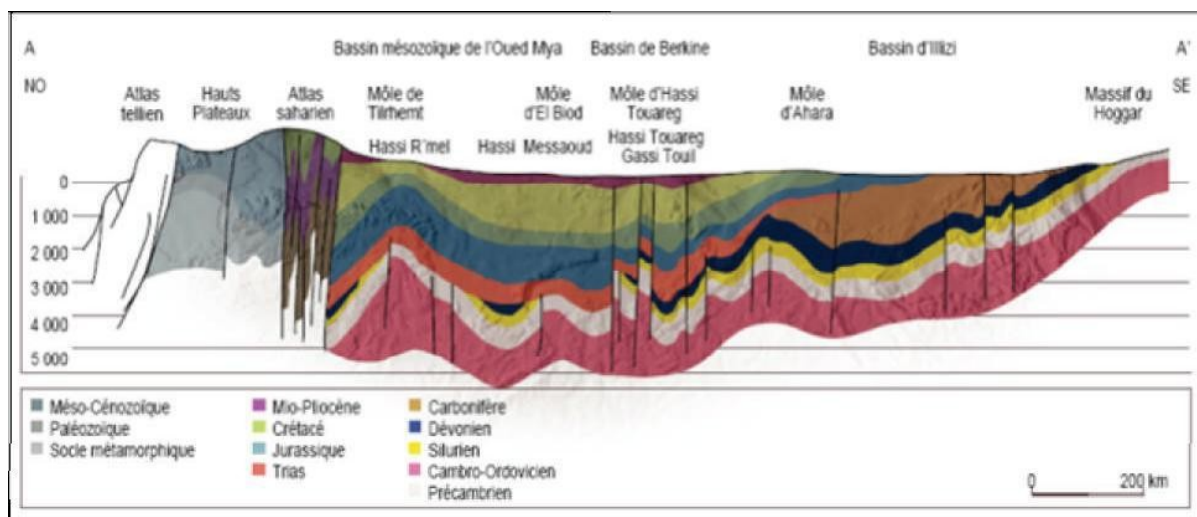 A
Bassin mésozoïque de l'Oued Mya
Bassin de Berkine
Bassin d'Illizi
A'
NO
SE
Atlas
tellien
Hauts
Plateaux
Atlas
saharien
Môle de
Tilrhemt
Môle
d'El Biod
Môle d'Hassi
Touareg
Môle
d'Ahara
Massif du
Hoggar
Hassi R'mel
Hassi Messaoud
Hassi Touareg
Gassi Touil
0
1 000
2 000
3 000
4 000
5 000
Méso-Cénozoïque
Paléozoïque
Socle métamorphique
Mio-Pliocène
Crétacé
Jurassique
Trias
Carbonifère
Dévonien
Silurien
Cambro-Ordovicien
Précambrien
0 200 km